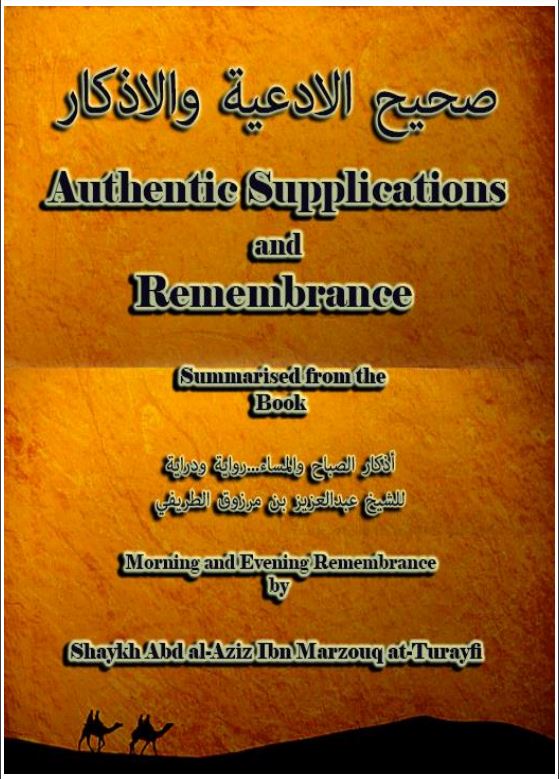 صحيح الادعية والاذكار
Authentic Supplications
and
Remembrance
Summarised from the
Book
أذكار الصباح والمساء...رواية ودراية
للشيخ عبدالعزيز بن مرزوق الطريفي
Morning and Evening Remembrance
by
Shaykh Abd al-Aziz Ibn Marzouq at-Turayfi